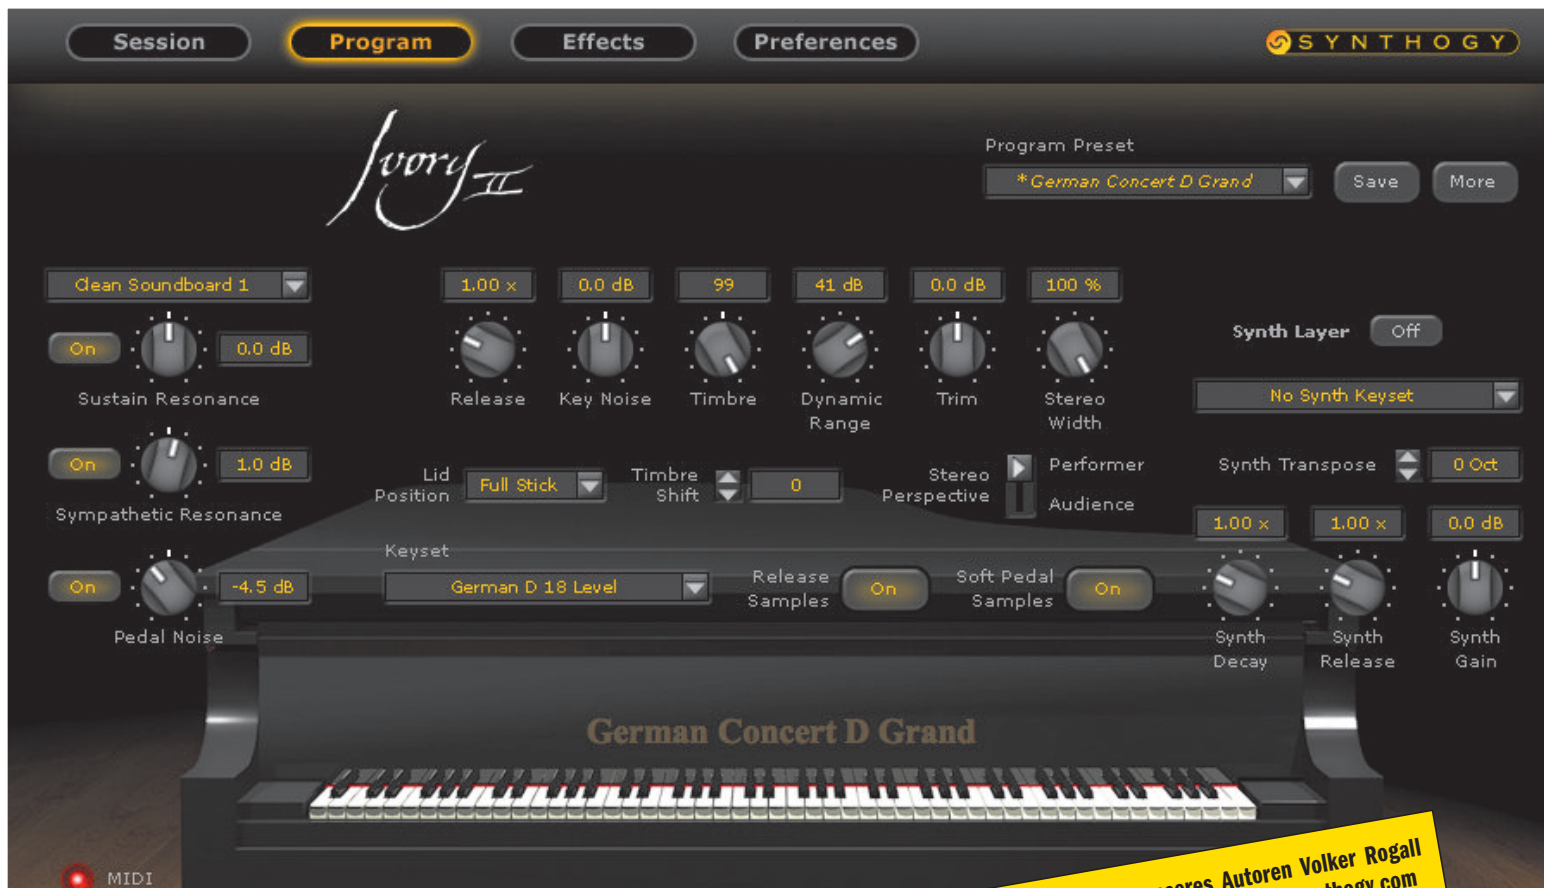 Session
Program
Effects
Preferences
SYNTHOGY
Ivory II
Program Preset
*German Concert D Grand
Save
More
Clean Soundboard 1
1.00 x
0.0 dB
99
41 dB
0.0 dB
100 %
On
0.0 dB
Sustain Resonance
Release
Key Noise
Timbre
Dynamic
Range
Trim
Stereo
Width
Synth Layer
Off
No Synth Keyset
On
1.0 dB
Sympathetic Resonance
Lid
Position
Full Stick
Timbre
Shift
0
Stereo
Perspective
Performer
Audience
Synth Transpose
0 Oct
1.00 x
1.00 x
0.0 dB
Keyset
German D 18 Level
Release
Samples
On
Soft Pedal
Samples
On
On
-4.5 dB
Pedal Noise
Synth
Decay
Synth
Release
Synth
Gain
German Concert D Grand
MIDI
Autoren Volker Rogall